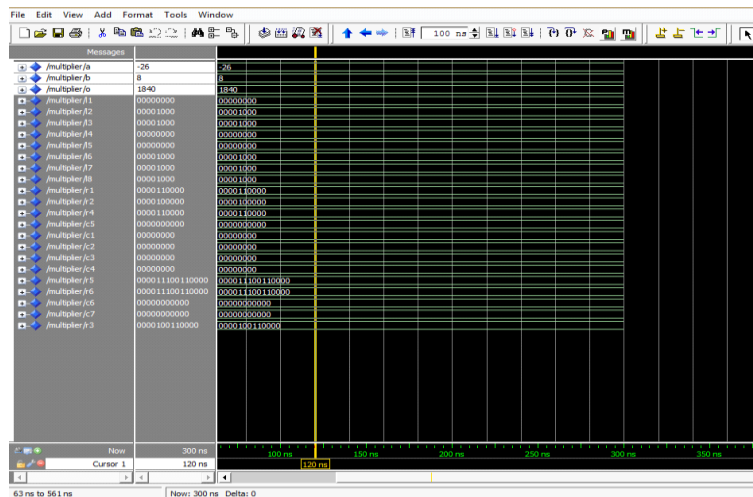 File Edit View Add Format Tools Window
100 ns
Messages
/multiplier/a -26 -26
/multiplier/b 8 8
/multiplier/o 1840 1840
/multiplier/l1 00000000 00000000
/multiplier/l2 00001000 00001000
/multiplier/l3 00001000 00001000
/multiplier/l4 00000000 00000000
/multiplier/l5 00000000 00000000
/multiplier/l6 00001000 00001000
/multiplier/l7 00001000 00001000
/multiplier/l8 00001000 00001000
/multiplier/r1 0000110000 0000110000
/multiplier/r2 0000100000 0000100000
/multiplier/r4 0000110000 0000110000
/multiplier/c5 0000000000 0000000000
/multiplier/c1 00000000 00000000
/multiplier/c2 00000000 00000000
/multiplier/c3 00000000 00000000
/multiplier/c4 00000000 00000000
/multiplier/r5 000011100110000 000011100110000
/multiplier/r6 000011100110000 000011100110000
/multiplier/c6 00000000000 00000000000
/multiplier/c7 00000000000 00000000000
/multiplier/r3 0000100110000 0000100110000
Now 300 ns 100 ns 150 ns 200 ns 250 ns 300 ns 350 ns
Cursor 1 120 ns 120 ns
63 ns to 561 ns Now: 300 ns Delta: 0